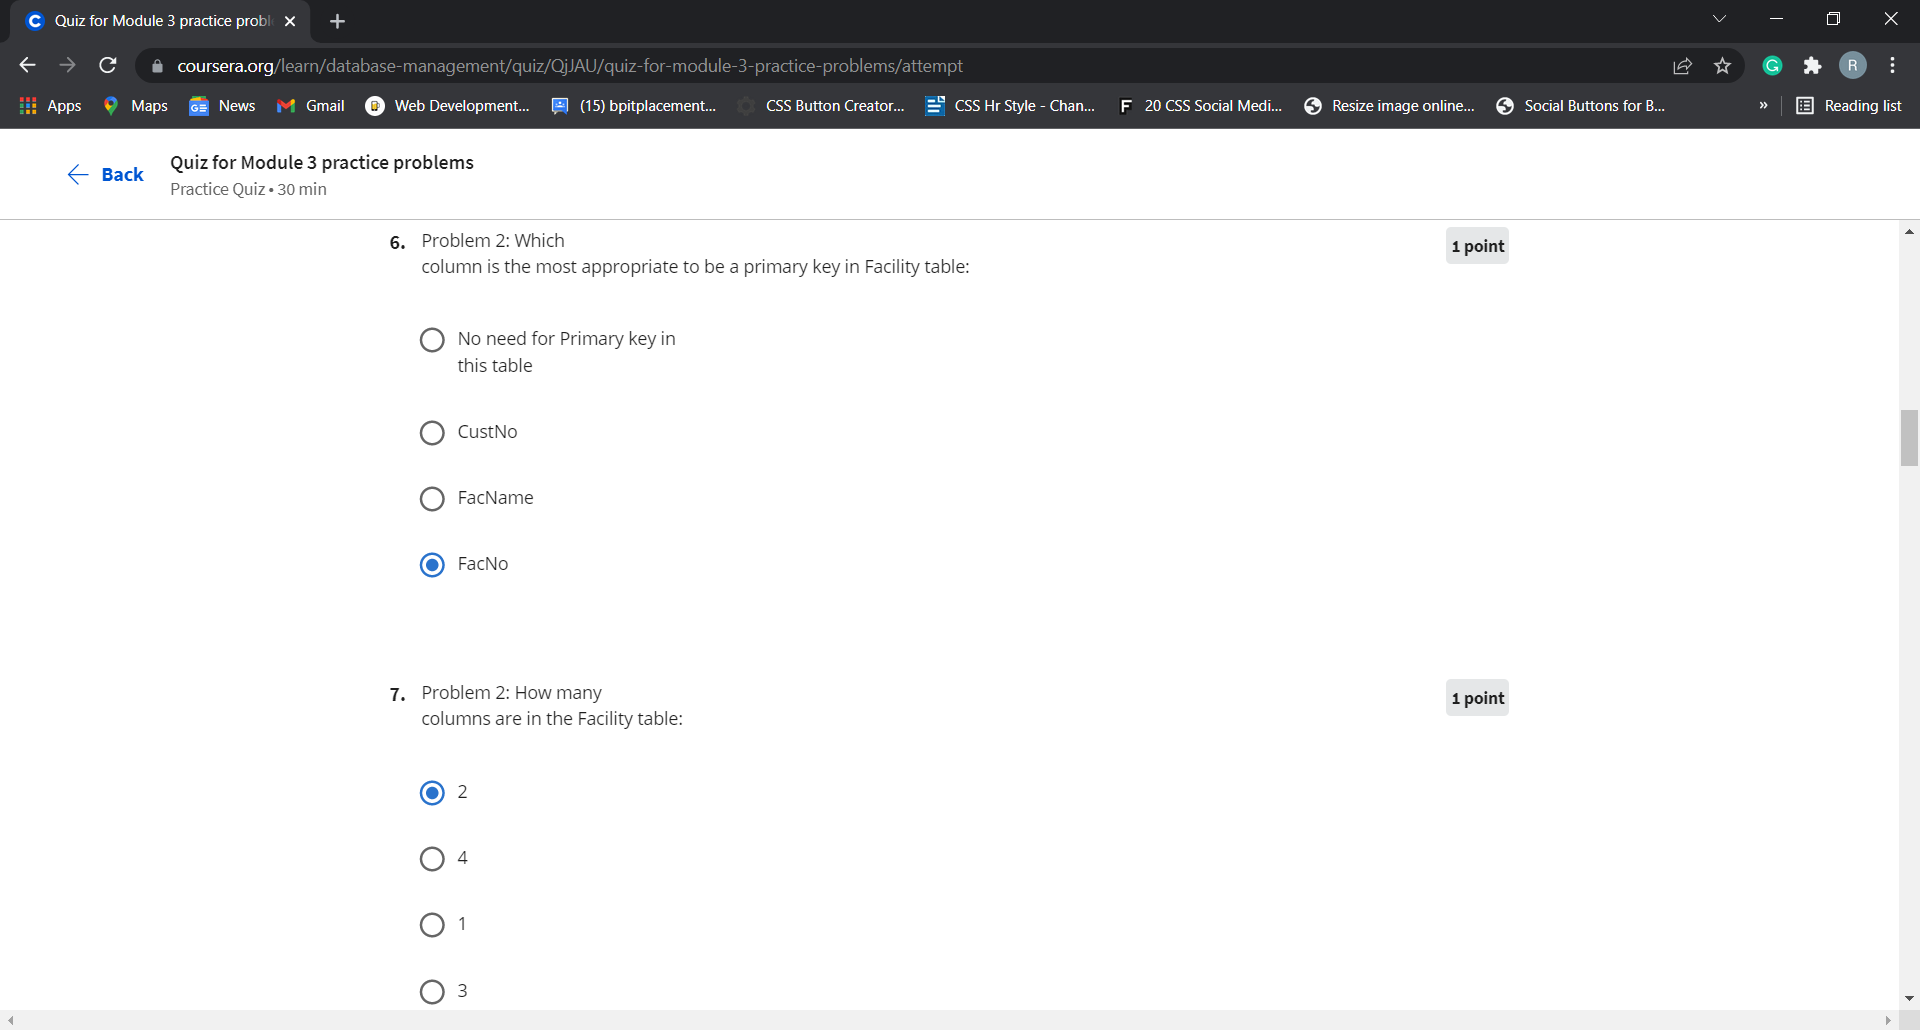 Quiz for Module 3 practice probl
coursera.org/learn/database-management/quiz/QjJAU/quiz-for-module-3-practice-problems/attempt
G
R
Apps
Maps
GE
News
Gmail
Web Development...
(15) bpitplacement...
CSS Button Creator...
CSS Hr Style - Chan...
F
20 CSS Social Medi...
Resize image online...
Social Buttons for B...
»
Reading list
Back
Quiz for Module 3 practice problems
Practice Quiz • 30 min
6.
Problem 2: Which
column is the most appropriate to be a primary key in Facility table:
1 point
No need for Primary key in
this table
CustNo
FacName
FacNo
7.
Problem 2: How many
columns are in the Facility table:
1 point
2
4
1
3